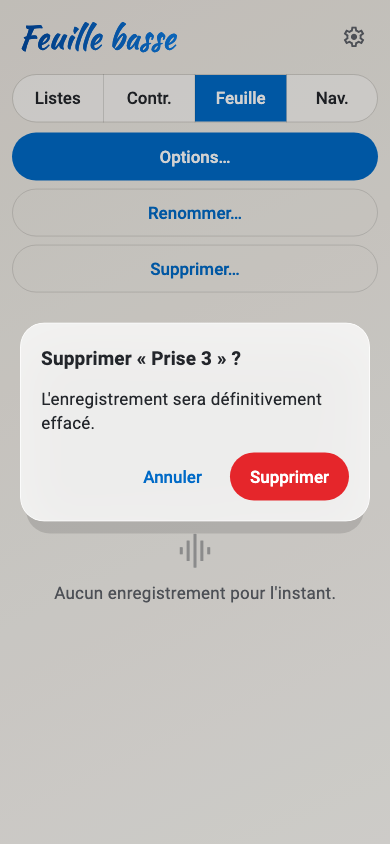 Feuille basse
Listes
Contr.
Feuille
Nav.
Options…
Renommer…
Supprimer…
Supprimer « Prise 3 » ?
L'enregistrement sera définitivement
effacé.
Annuler
Supprimer
Aucun enregistrement pour l'instant.